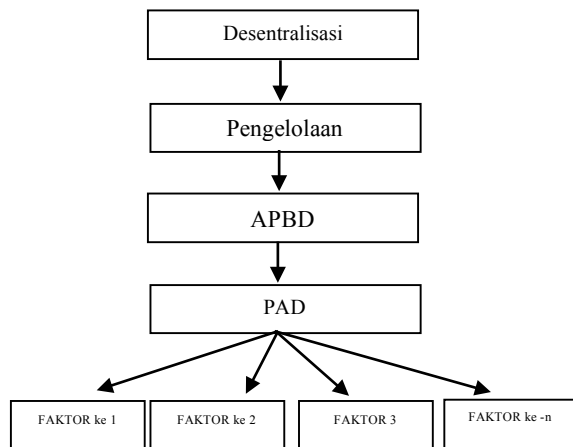 Desentralisasi
Pengelolaan
APBD
PAD
FAKTOR ke 1
FAKTOR ke 2
FAKTOR 3
FAKTOR ke -n